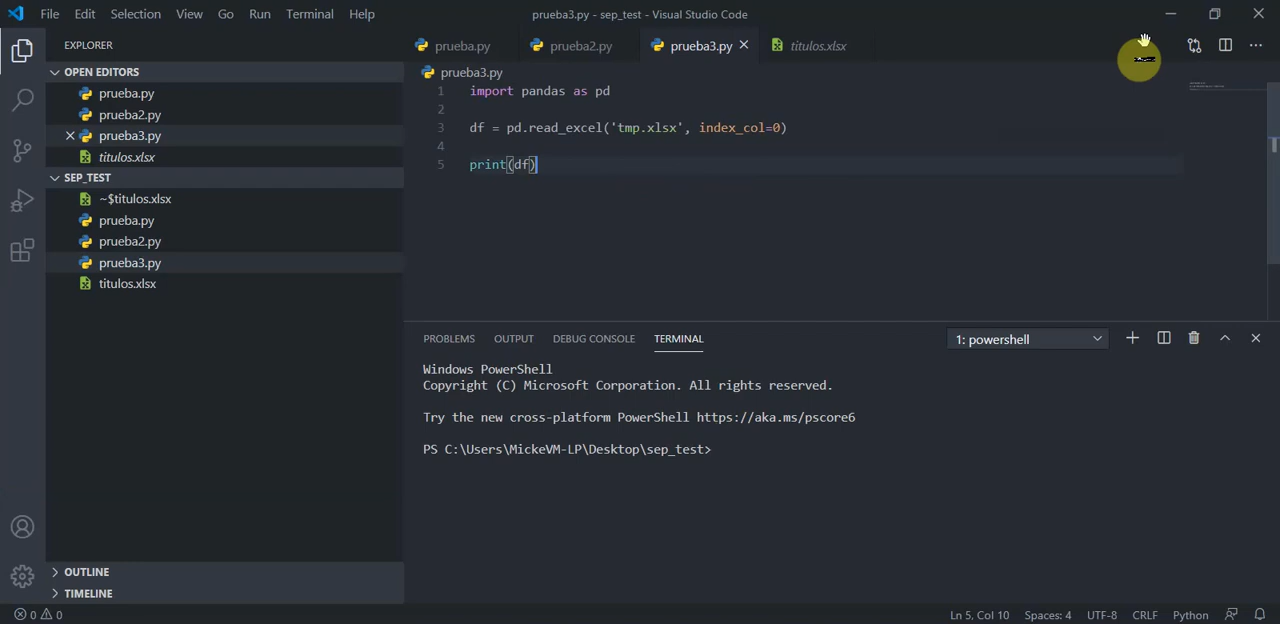 File Edit Selection View Go Run Terminal Help prueba3.py - sep_test - Visual Studio Code
EXPLORER
OPEN EDITORS
prueba.py
prueba2.py
prueba3.py
titulos.xlsx
SEP_TEST
~$titulos.xlsx
prueba.py
prueba2.py
prueba3.py
titulos.xlsx
OUTLINE
TIMELINE
prueba.py prueba2.py prueba3.py titulos.xlsx
prueba3.py
1 import pandas as pd
2
3 df = pd.read_excel('tmp.xlsx', index_col=0)
4
5 print(df)
PROBLEMS OUTPUT DEBUG CONSOLE TERMINAL 1: powershell
Windows PowerShell
Copyright (C) Microsoft Corporation. All rights reserved.
Try the new cross-platform PowerShell https://aka.ms/pscore6
PS C:\Users\MickeVM-LP\Desktop\sep_test>
0 0 Ln 5, Col 10 Spaces: 4 UTF-8 CRLF Python